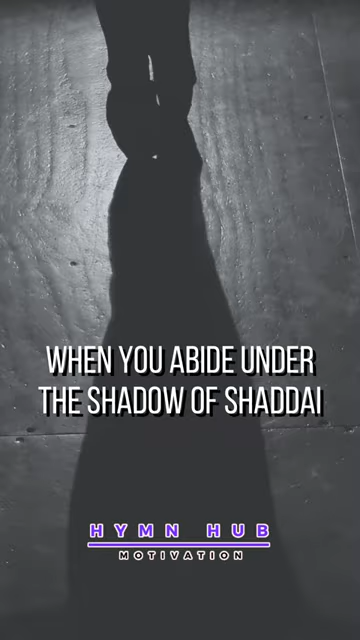 WHEN YOU ABIDE UNDER
THE SHADOW OF SHADDAI
HYMN HUB
MOTIVATION